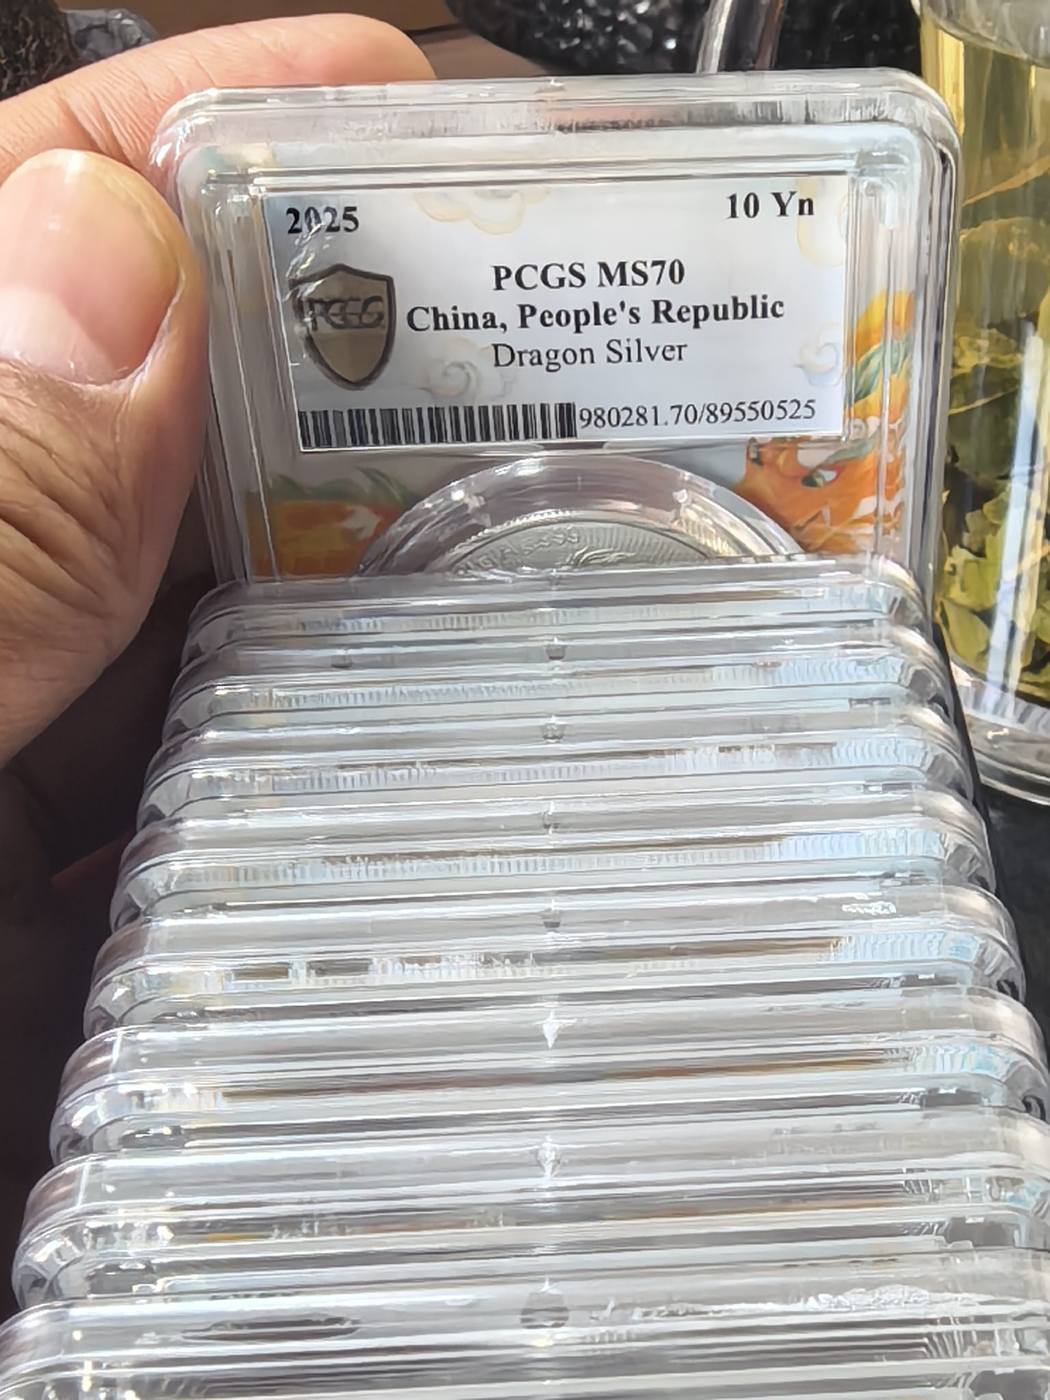 2025
10 Yn
PCGS MS70
China, People's Republic
PCGS
Dragon Silver
980281.70/89550525